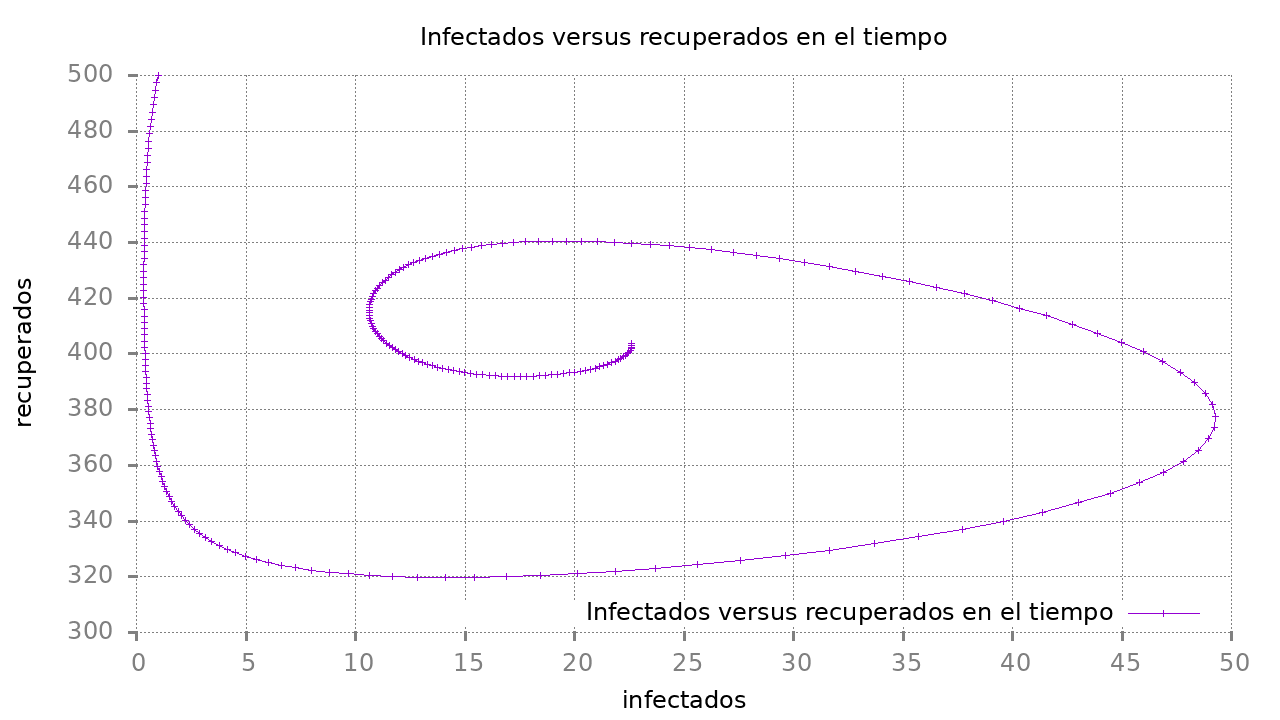 Infectados versus recuperados en el tiempo
500
480
460
440
420
400
380
360
340
320
300
recuperados
Infectados versus recuperados en el tiempo
0 5 10 15 20 25 30 35 40 45 50
infectados